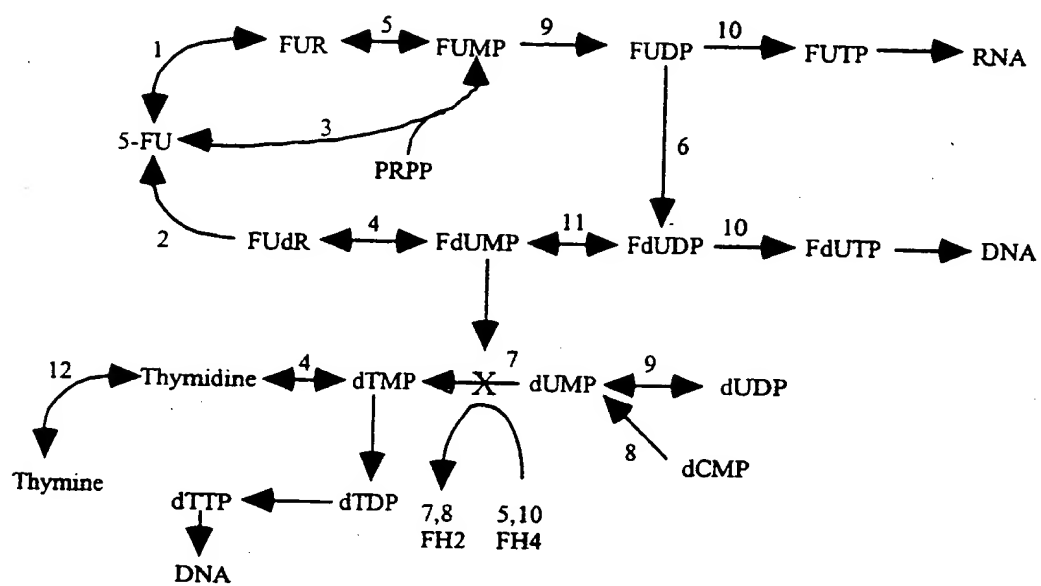 1 FUR 5 FUMP 9 FUDP 10 FUTP RNA
5-FU 3 PRPP 6
2 FUdR 4 FdUMP 11 FdUDP 10 FdUTP DNA
12 Thymidine 4 dTMP X 7 dUMP 9 dUDP
8 dCMP
Thymine
dTTP dTDP 7,8 5,10
FH2 FH4
DNA